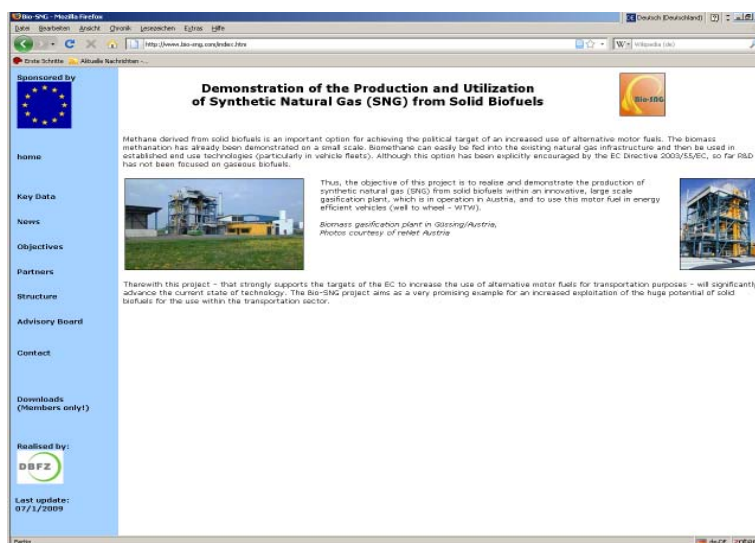 Bio-SNG - Mozilla Firefox
Deutsch (Deutschland)
Datei Bearbeiten Ansicht Chronik Lesezeichen Extras Hilfe
http://www.bio-sng.com/index.htm
Wikipedia (de)
Erste Schritte Aktuelle Nachrichten -...
Sponsored by
home
Key Data
News
Objectives
Partners
Structure
Advisory Board
Contact
Downloads
(Members only!)
Realised by:
DBFZ
Last update:
07/1/2009
Demonstration of the Production and Utilization
of Synthetic Natural Gas (SNG) from Solid Biofuels
Bio-SNG
Methane derived from solid biofuels is an important option for achieving the political target of an increased use of alternative motor fuels. The biomass
methanation has already been demonstrated on a small scale. Biomethane can easily be fed into the existing natural gas infrastructure and then be used in
established end use technologies (particularly in vehicle fleets). Although this option has been explicitly encouraged by the EC Directive 2003/55/EC, so far R&D
has not been focused on gaseous biofuels.
Thus, the objective of this project is to realise and demonstrate the production of
synthetic natural gas (SNG) from solid biofuels within an innovative, large scale
gasification plant, which is in operation in Austria, and to use this motor fuel in energy
efficient vehicles (well to wheel - WTW).
Biomass gasification plant in Güssing/Austria,
Photos courtesy of reNet Austria
Therewith this project - that strongly supports the targets of the EC to increase the use of alternative motor fuels for transportation purposes - will significantly
advance the current state of technology. The Bio-SNG project aims as a very promising example for an increased exploitation of the huge potential of solid
biofuels for the use within the transportation sector.
Fertig